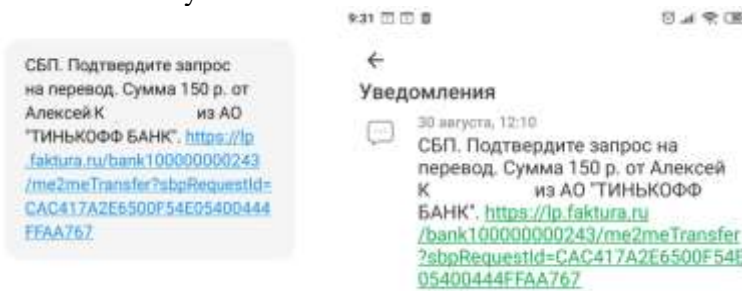 СБП. Подтвердите запрос
на перевод. Сумма 150 р. от
Алексей К из АО
"ТИНЬКОФФ БАНК". https://lp
.faktura.ru/bank100000000243
/me2meTransfer?sbpRequestId=
CAC417A2E6500F54E05400444
FFAA767
9:31
Уведомления
30 августа, 12:10
СБП. Подтвердите запрос на
перевод. Сумма 150 р. от Алексей
К из АО "ТИНЬКОФФ
БАНК". https://lp.faktura.ru
/bank100000000243/me2meTransfer
?sbpRequestId=CAC417A2E6500F54E
05400444FFAA767